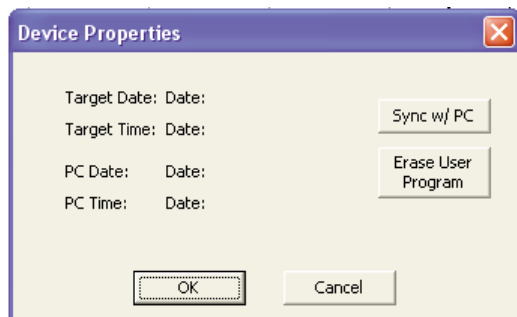 Device Properties
Target Date: Date:
Sync w/ PC
Target Time: Date:
PC Date: Date:
Erase User
Program
PC Time: Date:
OK Cancel